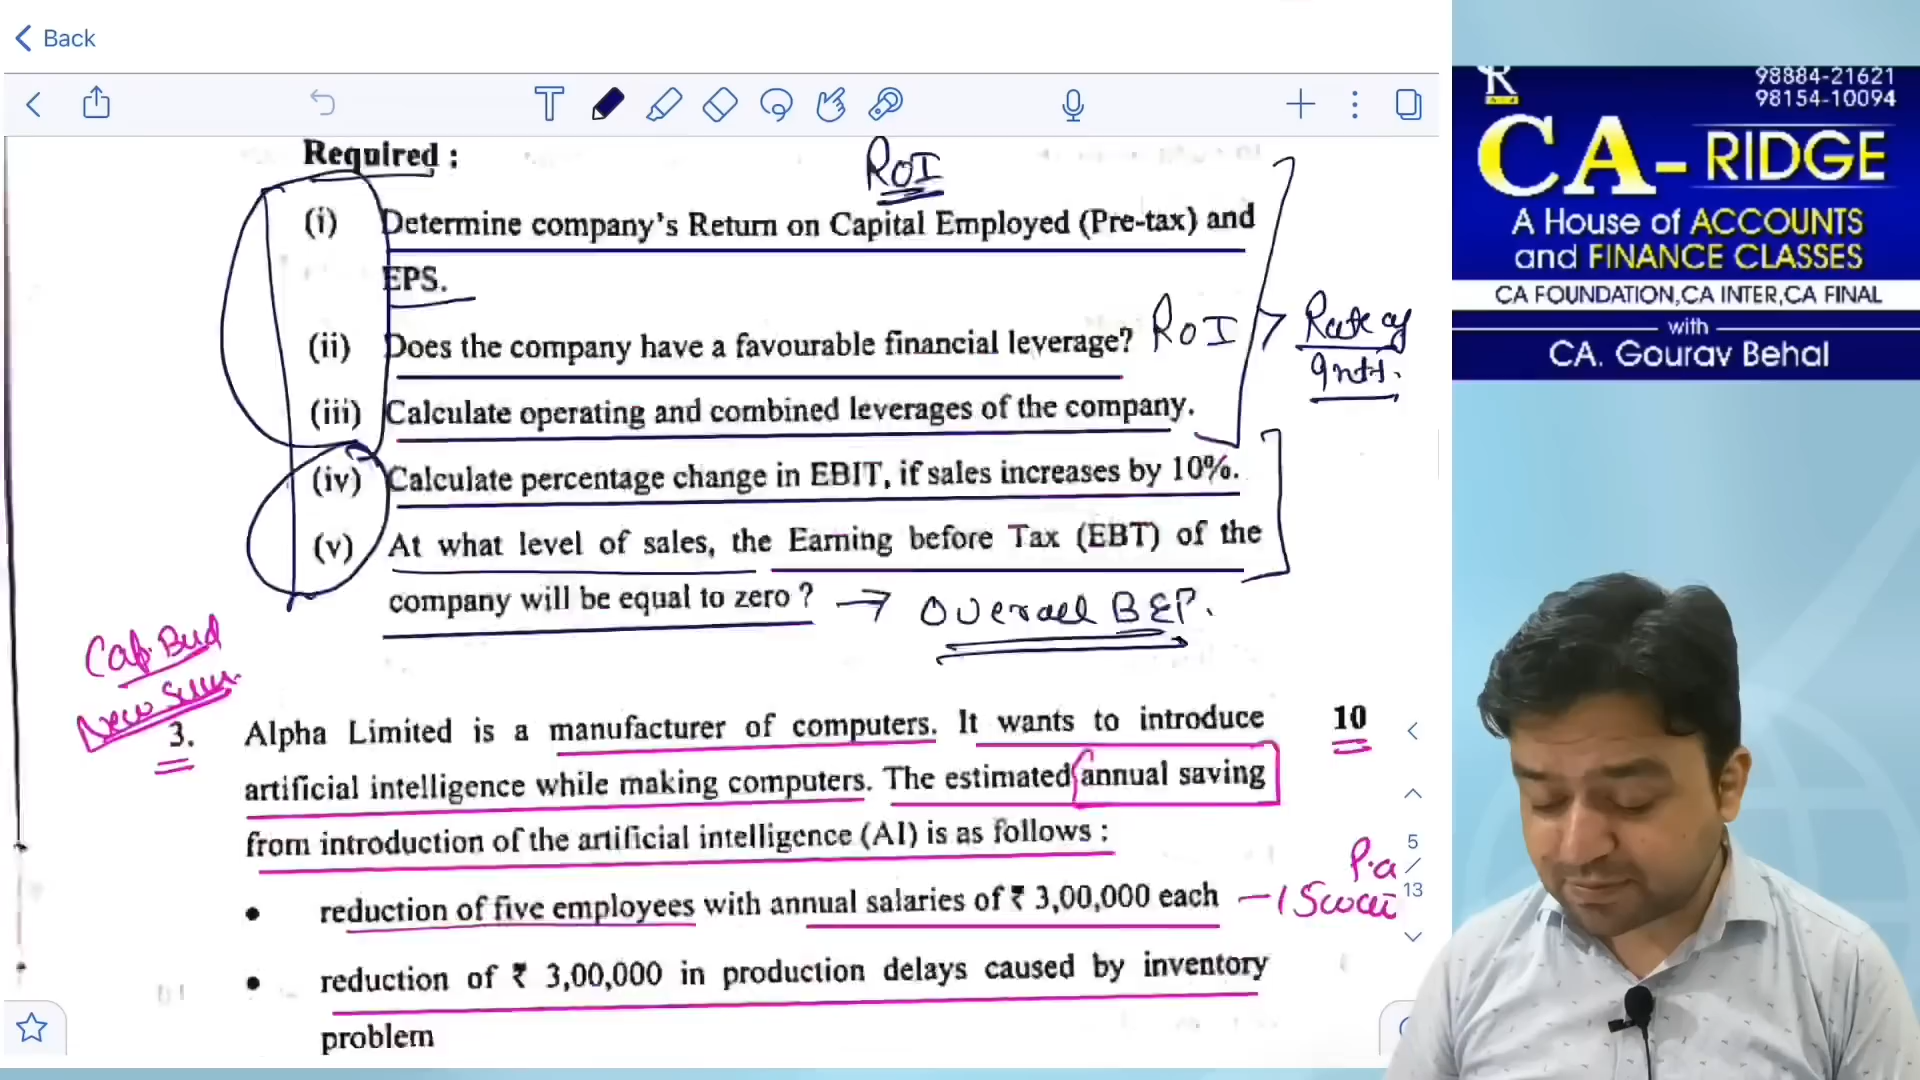 Back
Required :
RoI
(i) Determine company's Return on Capital Employed (Pre-tax) and
EPS.
(ii) Does the company have a favourable financial leverage? RoI
Rate of
Intt.
(iii) Calculate operating and combined leverages of the company.
(iv) Calculate percentage change in EBIT, if sales increases by 10%.
(v) At what level of sales, the Earning before Tax (EBT) of the
company will be equal to zero ? → Overall BEP.
Cap. Bud
New Sum
3. Alpha Limited is a manufacturer of computers. It wants to introduce 10
artificial intelligence while making computers. The estimated annual saving
from introduction of the artificial intelligence (AI) is as follows :
P.a
• reduction of five employees with annual salaries of ₹ 3,00,000 each
• reduction of ₹ 3,00,000 in production delays caused by inventory
problem
5
/
13
98884-21621
98154-10094
CA- RIDGE
A House of ACCOUNTS
and FINANCE CLASSES
CA FOUNDATION,CA INTER,CA FINAL
with
CA. Gourav Behal